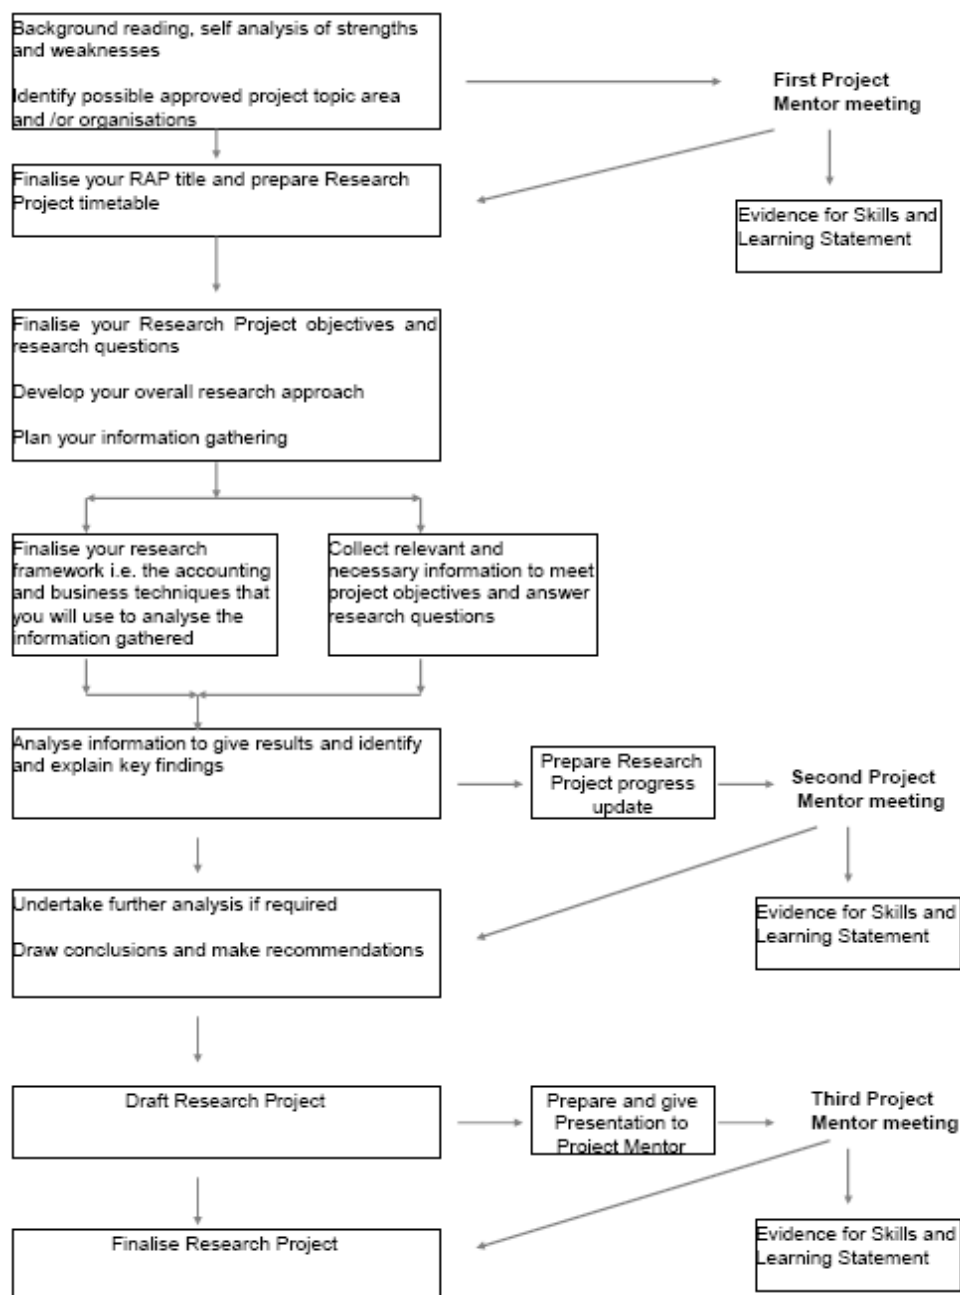 Background reading, self analysis of strengths
and weaknesses
Identify possible approved project topic area
and /or organisations
First Project
Mentor meeting
Finalise your RAP title and prepare Research
Project timetable
Evidence for Skills and
Learning Statement
Finalise your Research Project objectives and
research questions
Develop your overall research approach
Plan your information gathering
Finalise your research
framework i.e. the accounting
and business techniques that
you will use to analyse the
information gathered
Collect relevant and
necessary information to meet
project objectives and answer
research questions
Analyse information to give results and identify
and explain key findings
Prepare Research
Project progress
update
Second Project
Mentor meeting
Undertake further analysis if required
Draw conclusions and make recommendations
Evidence for Skills and
Learning Statement
Draft Research Project
Prepare and give
Presentation to
Project Mentor
Third Project
Mentor meeting
Finalise Research Project
Evidence for Skills and
Learning Statement